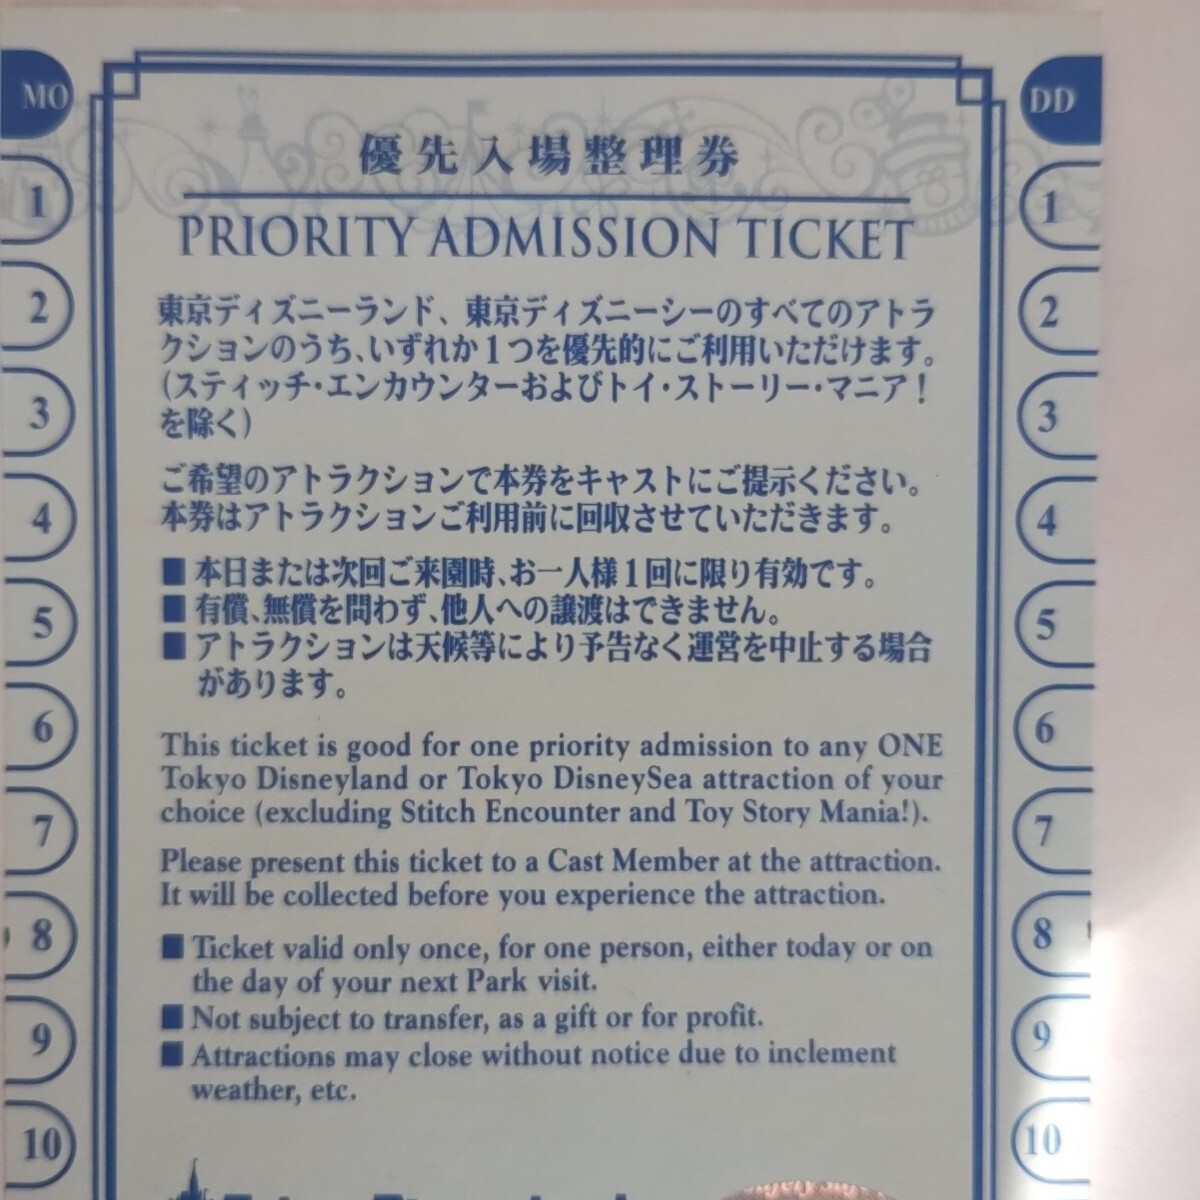 MO
DD
優先入場整理券
PRIORITY ADMISSION TICKET
東京ディズニーランド、東京ディズニーシーのすべてのアトラ
クションのうち、いずれか1つを優先的にご利用いただけます。
(スティッチ・エンカウンターおよびトイ・ストーリー・マニア!
を除く)
ご希望のアトラクションで本券をキャストにご提示ください。
本券はアトラクションご利用前に回収させていただきます。
■ 本日または次回ご来園時、お一人様1回に限り有効です。
■ 有償、無償を問わず、他人への譲渡はできません。
■ アトラクションは天候等により予告なく運営を中止する場合
があります。
This ticket is good for one priority admission to any ONE
Tokyo Disneyland or Tokyo DisneySea attraction of your
choice (excluding Stitch Encounter and Toy Story Mania!).
Please present this ticket to a Cast Member at the attraction.
It will be collected before you experience the attraction.
■ Ticket valid only once, for one person, either today or on
the day of your next Park visit.
■ Not subject to transfer, as a gift or for profit.
■ Attractions may close without notice due to inclement
weather, etc.
1
2
3
4
5
6
7
8
9
10
1
2
3
4
5
6
7
8
9
10